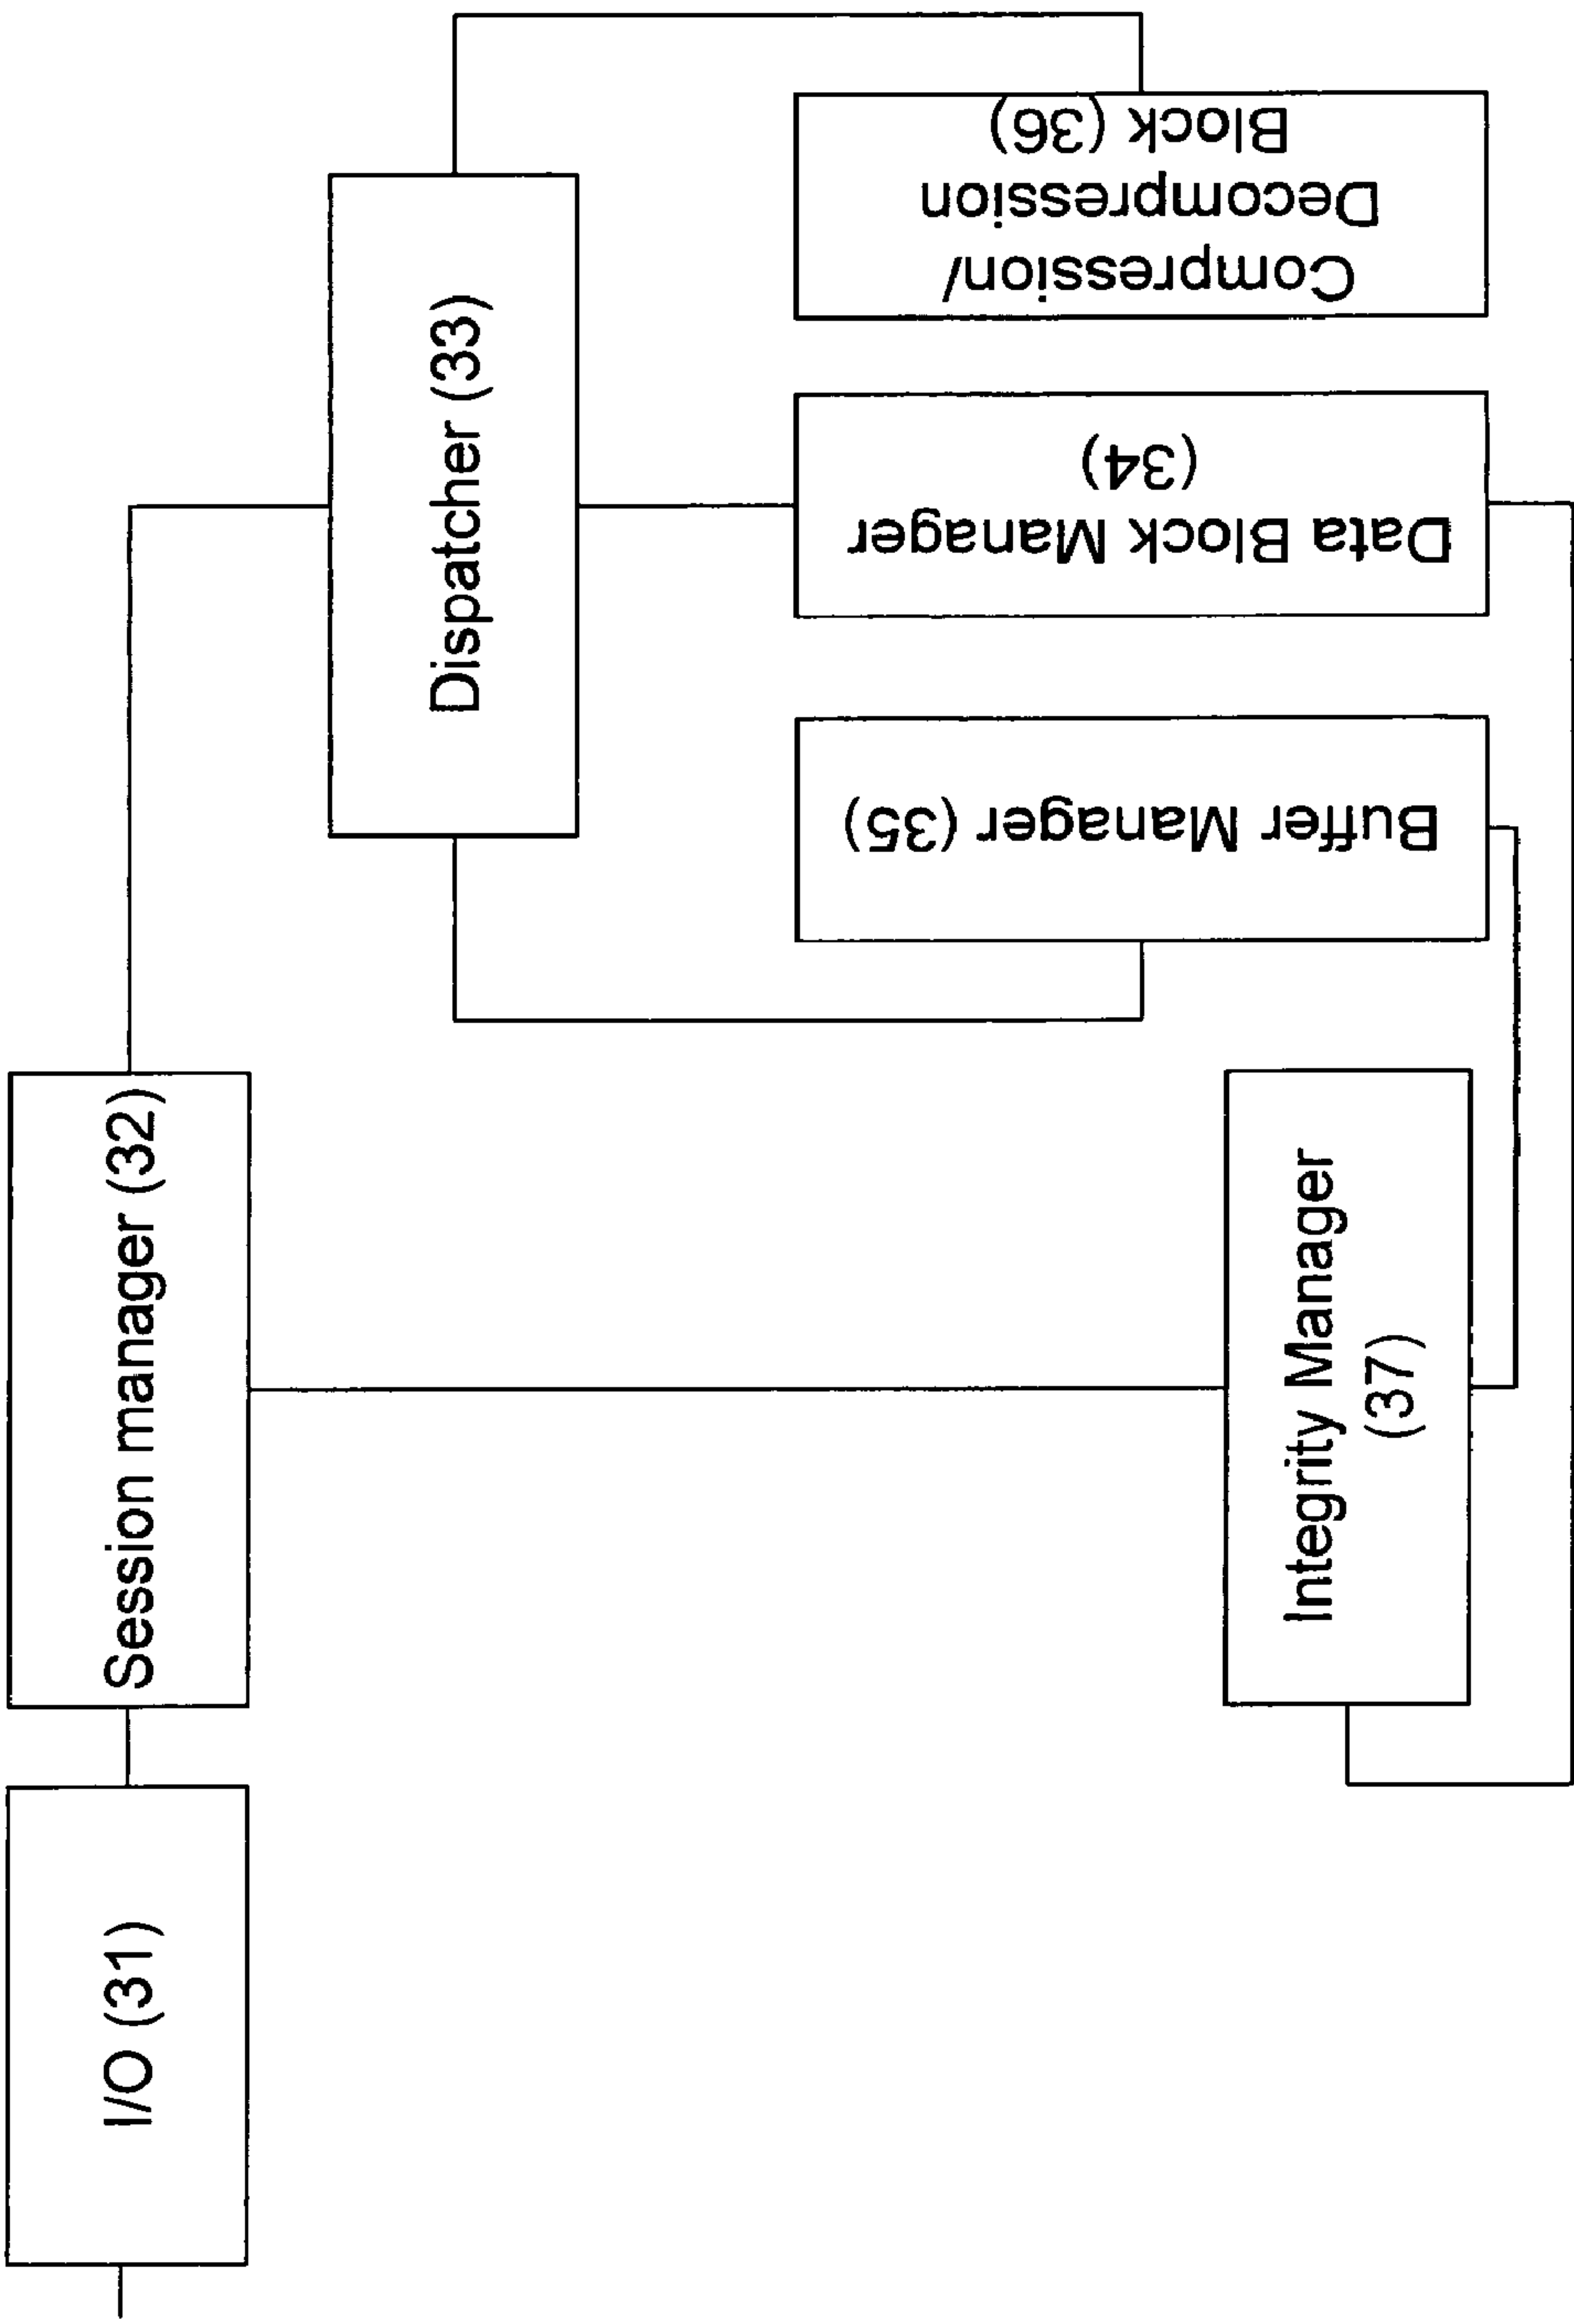 I/O (31)
Session manager (32)
Dispatcher (33)
Integrity Manager
(37)
Buffer Manager (35)
Data Block Manager
(34)
Compression/
Decompression
Block (36)